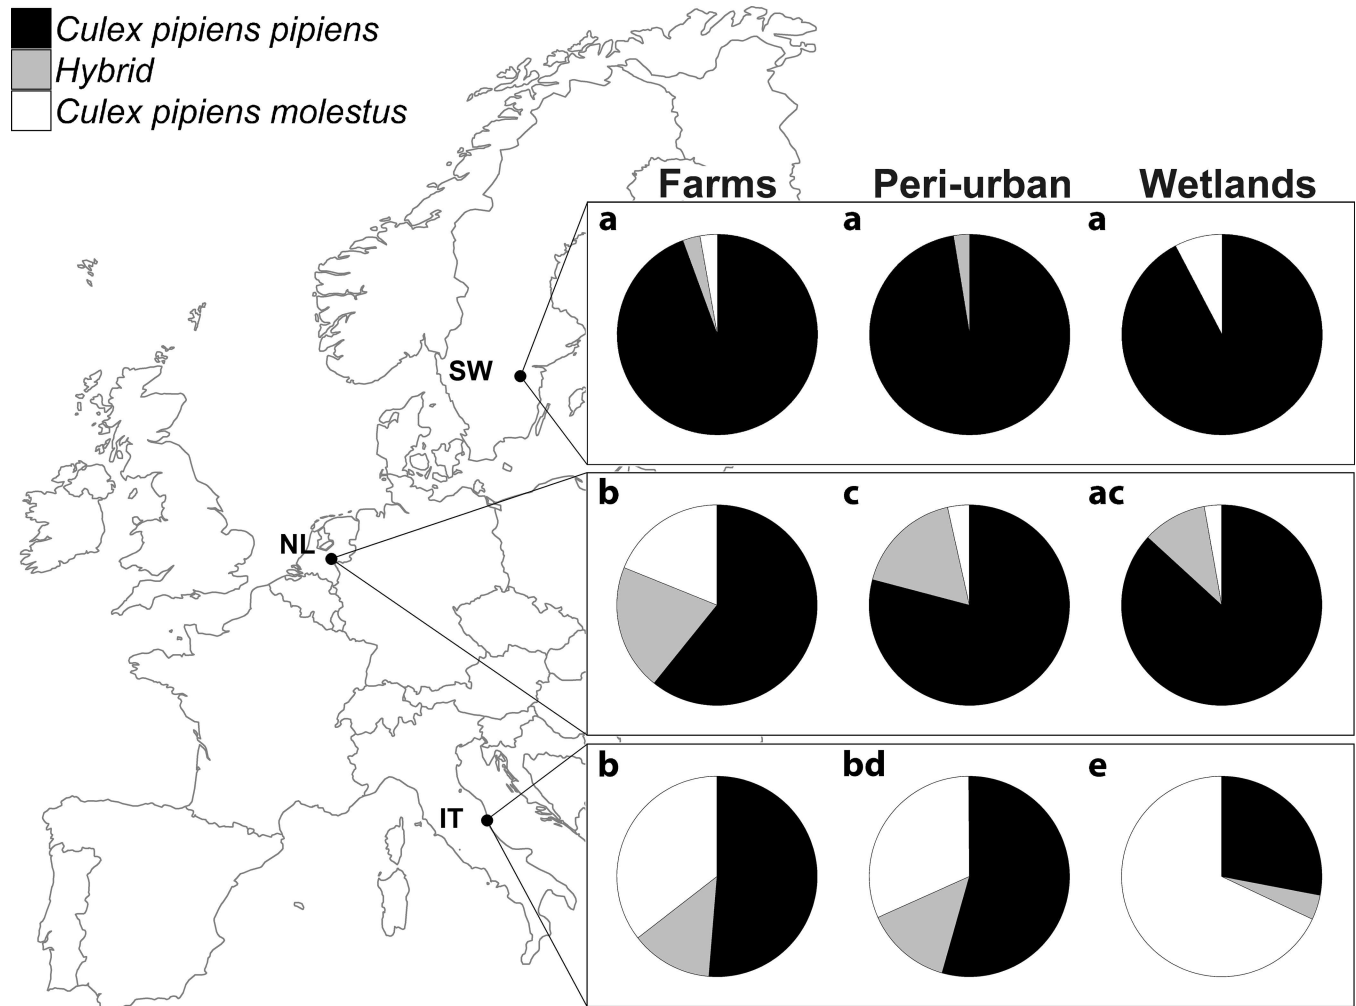 Culex pipiens pipiens
Hybrid
Culex pipiens molestus
Farms Peri-urban Wetlands
a a a
SW
b c ac
NL
b bd e
IT